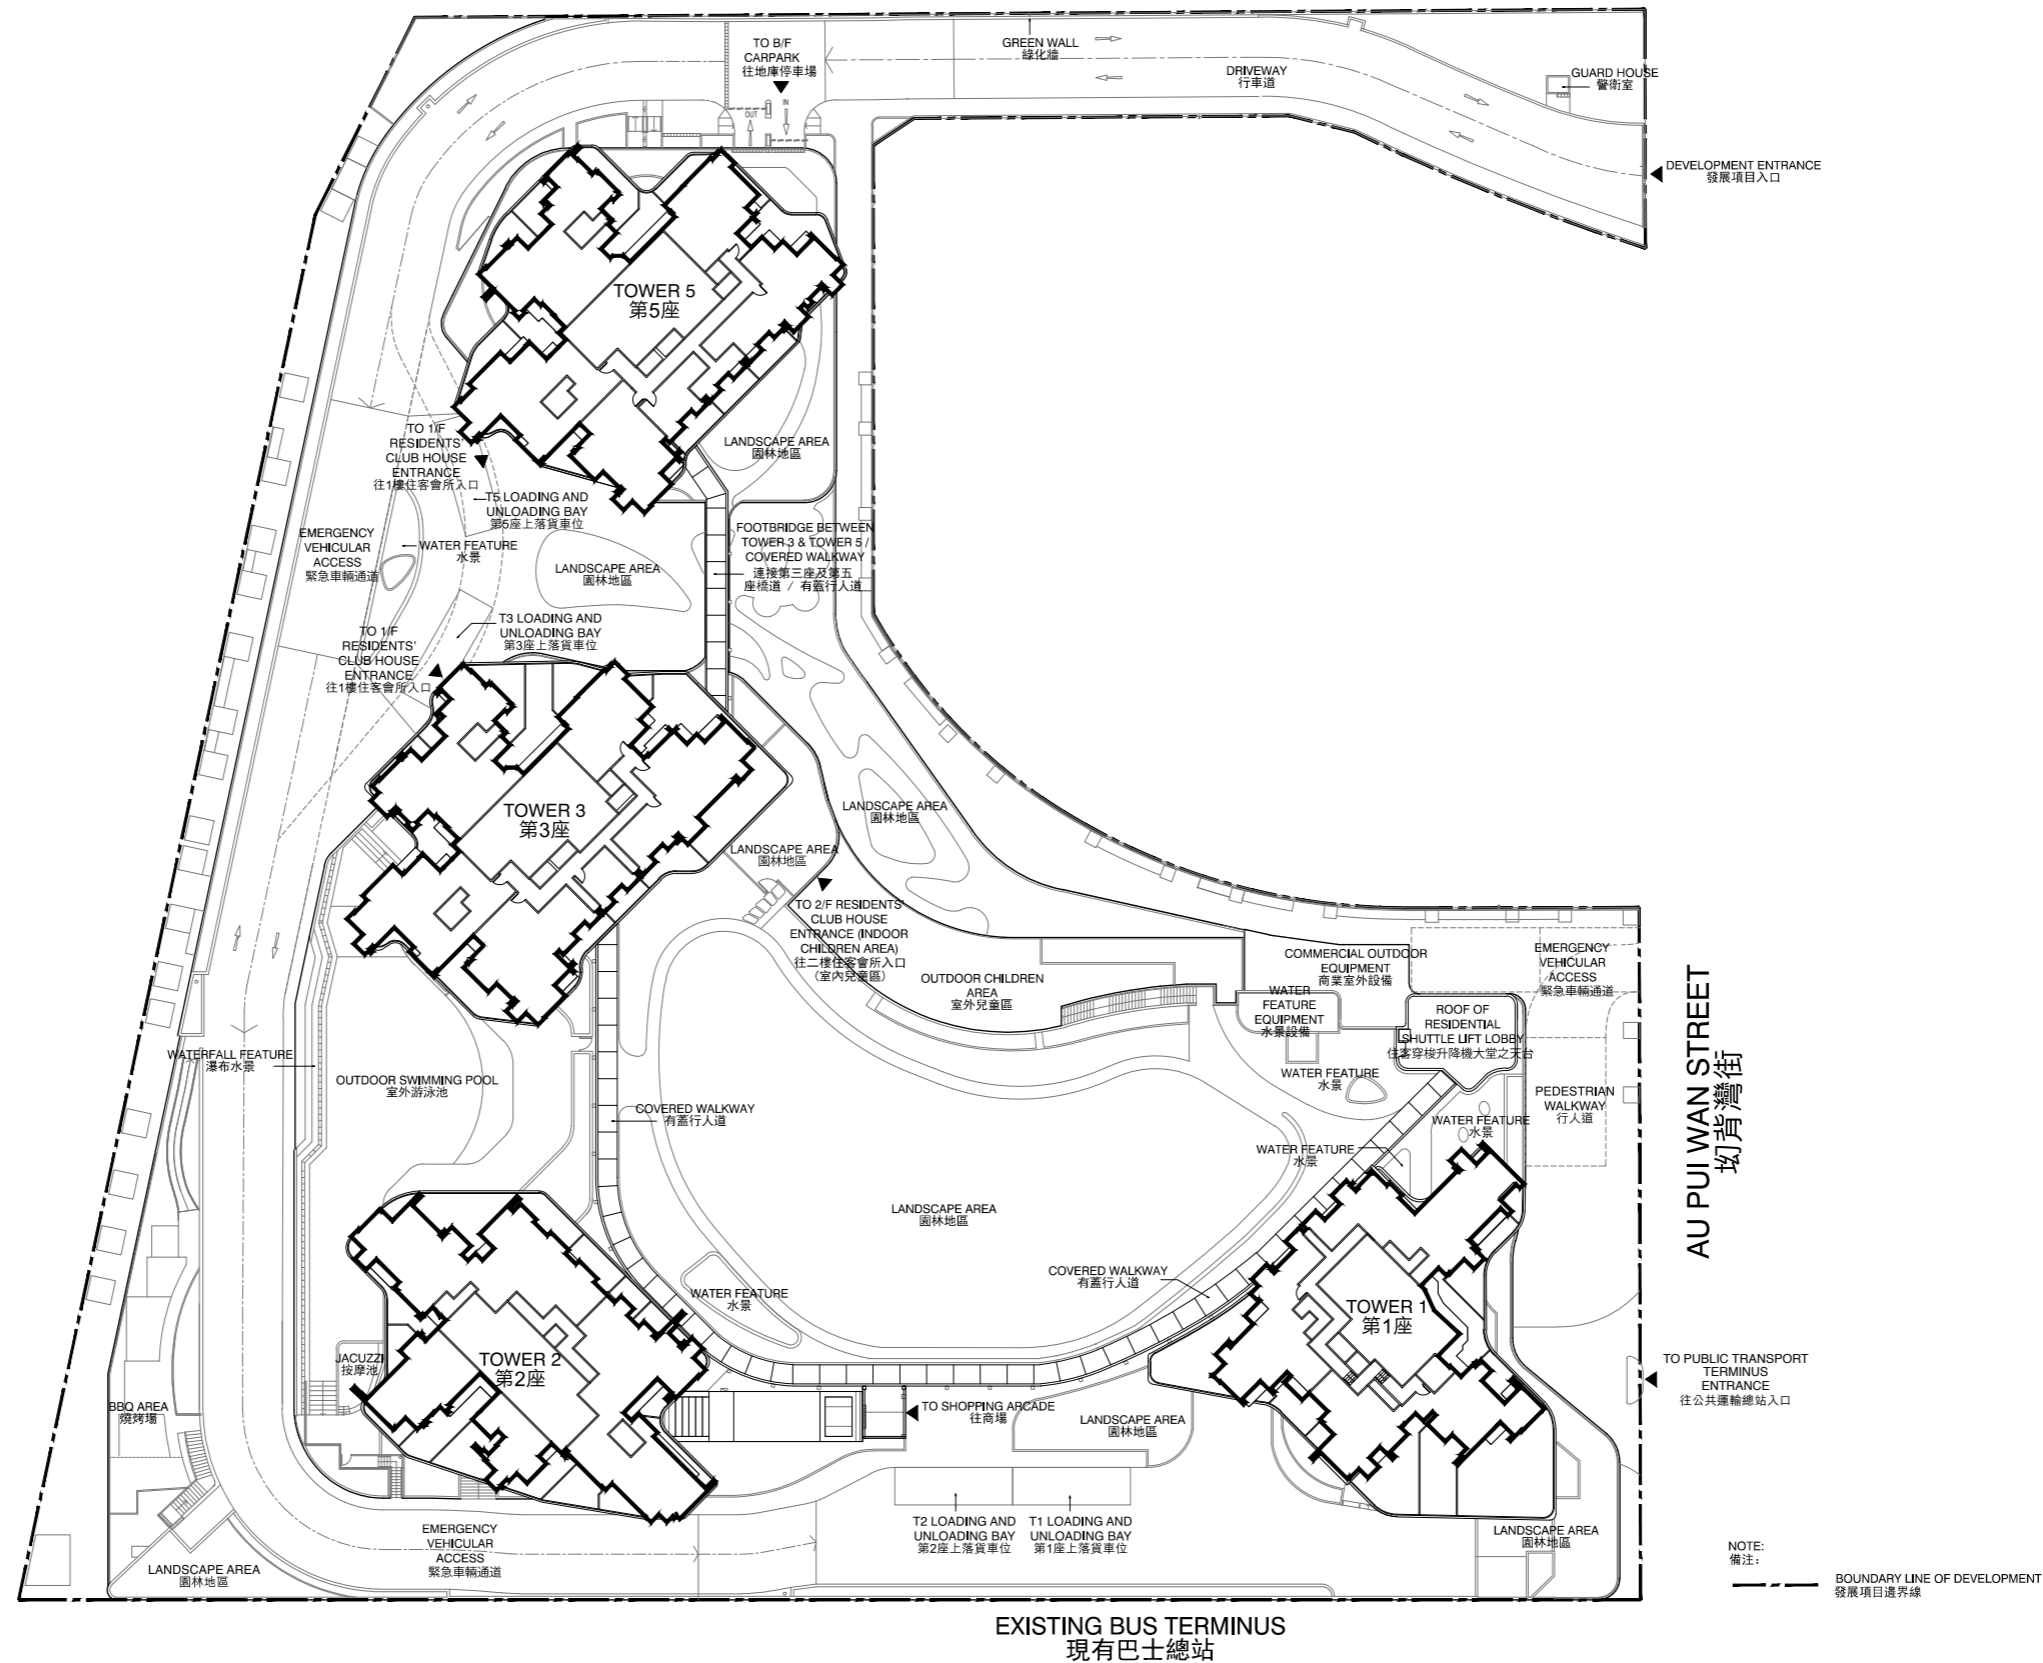 TO B/F
CARPARK
往地庫停車場
GREEN WALL
綠化牆
DRIVEWAY
行車道
GUARD HOUSE
警衛室
OUT
IN
DEVELOPMENT ENTRANCE
發展項目入口
TOWER 5
第5座
TO 1/F
RESIDENTS'
CLUB HOUSE
ENTRANCE
往1樓住客會所入口
LANDSCAPE AREA
園林地區
T5 LOADING AND
UNLOADING BAY
第5座上落貨車位
EMERGENCY
VEHICULAR
ACCESS
緊急車輛通道
WATER FEATURE
水景
LANDSCAPE AREA
園林地區
FOOTBRIDGE BETWEEN
TOWER 3 & TOWER 5 /
COVERED WALKWAY
連接第三座及第五
座橋道 / 有蓋行人道
T3 LOADING AND
UNLOADING BAY
第3座上落貨車位
TO 1/F
RESIDENTS'
CLUB HOUSE
ENTRANCE
往1樓住客會所入口
TOWER 3
第3座
LANDSCAPE AREA
園林地區
LANDSCAPE AREA
園林地區
TO 2/F RESIDENTS'
CLUB HOUSE
ENTRANCE (INDOOR
CHILDREN AREA)
往二樓住客會所入口
（室內兒童區）
OUTDOOR CHILDREN
AREA
室外兒童區
COMMERCIAL OUTDOOR
EQUIPMENT
商業室外設備
EMERGENCY
VEHICULAR
ACCESS
緊急車輛通道
WATER
FEATURE
EQUIPMENT
水景設備
ROOF OF
RESIDENTIAL
SHUTTLE LIFT LOBBY
住客穿梭升降機大堂之天台
WATERFALL FEATURE
瀑布水景
OUTDOOR SWIMMING POOL
室外游泳池
COVERED WALKWAY
有蓋行人道
WATER FEATURE
水景
PEDESTRIAN
WALKWAY
行人道
WATER FEATURE
水景
WATER FEATURE
水景
AU PUI WAN STREET
坳背灣街
LANDSCAPE AREA
園林地區
COVERED WALKWAY
有蓋行人道
WATER FEATURE
水景
TOWER 1
第1座
TOWER 2
第2座
JACUZZI
按摩池
BBQ AREA
燒烤場
TO SHOPPING ARCADE
往商場
LANDSCAPE AREA
園林地區
TO PUBLIC TRANSPORT
TERMINUS
ENTRANCE
往公共運輸總站入口
T2 LOADING AND
UNLOADING BAY
第2座上落貨車位
T1 LOADING AND
UNLOADING BAY
第1座上落貨車位
EMERGENCY
VEHICULAR
ACCESS
緊急車輛通道
LANDSCAPE AREA
園林地區
LANDSCAPE AREA
園林地區
NOTE:
備注：
BOUNDARY LINE OF DEVELOPMENT
發展項目邊界線
EXISTING BUS TERMINUS
現有巴士總站